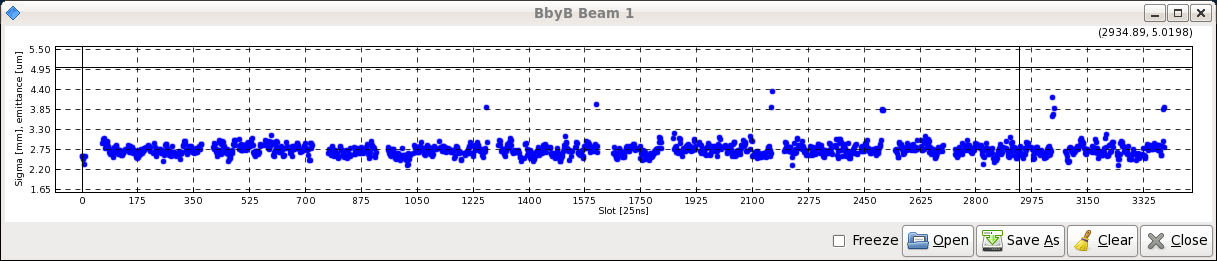 BbyB Beam 1
(2934.89, 5.0198)
Sigma [mm], emittance [um]
5.50
4.95
4.40
3.85
3.30
2.75
2.20
1.65
0 175 350 525 700 875 1050 1225 1400 1575 1750 1925 2100 2275 2450 2625 2800 2975 3150 3325
Slot [25ns]
Freeze Open Save As Clear Close